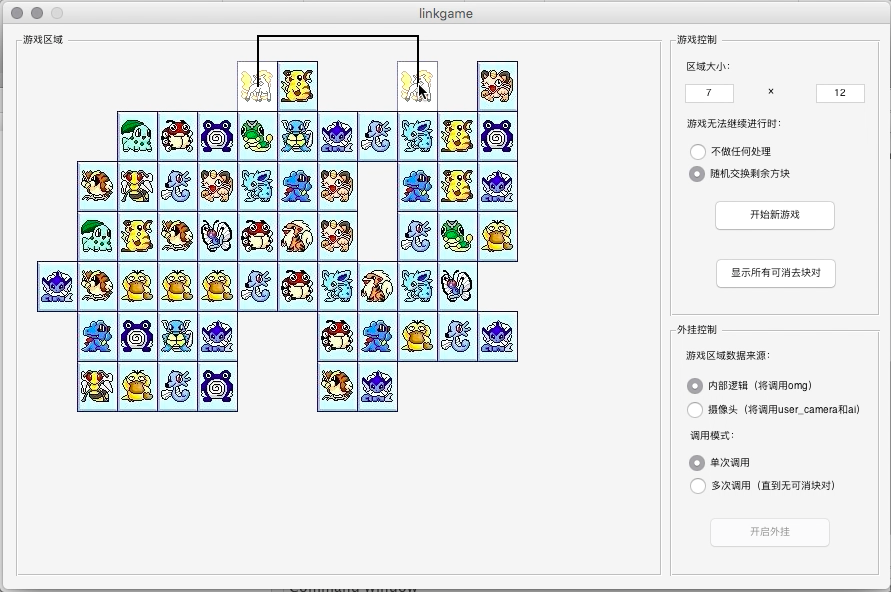 linkgame
游戏区域
游戏控制
区域大小:
7 × 12
游戏无法继续进行时:
不做任何处理
随机交换剩余方块
开始新游戏
显示所有可消去块对
外挂控制
游戏区域数据来源:
内部逻辑（将调用omg）
摄像头（将调用user_camera和ai）
调用模式:
单次调用
多次调用（直到无可消块对）
开启外挂
Command Window